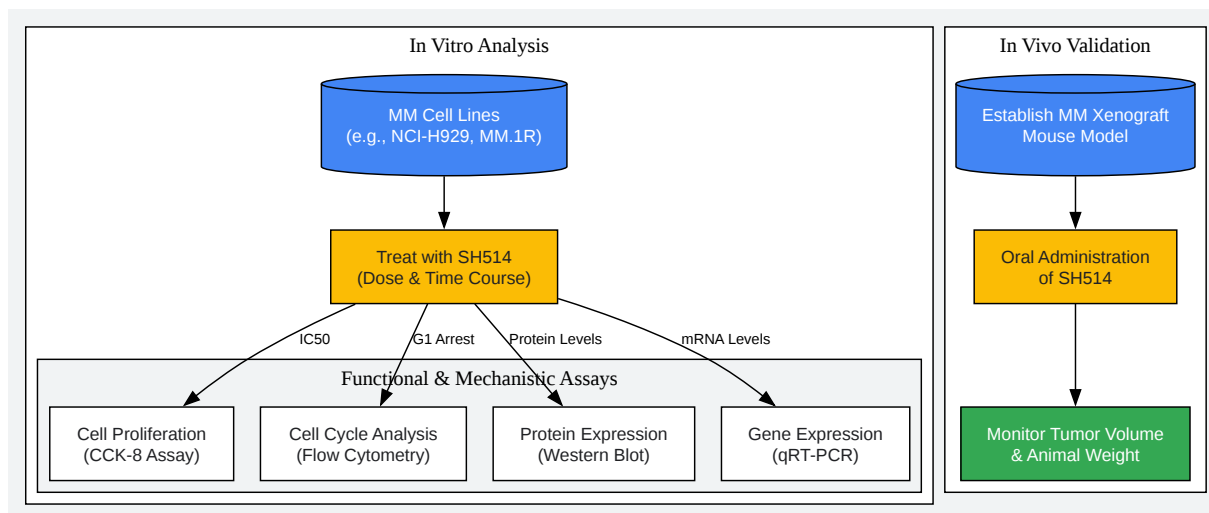 In Vitro Analysis
MM Cell Lines
(e.g., NCI-H929, MM.1R)
Treat with SH514
(Dose & Time Course)
IC50
G1 Arrest
Protein Levels
mRNA Levels
Functional & Mechanistic Assays
Cell Proliferation
(CCK-8 Assay)
Cell Cycle Analysis
(Flow Cytometry)
Protein Expression
(Western Blot)
Gene Expression
(qRT-PCR)
In Vivo Validation
Establish MM Xenograft
Mouse Model
Oral Administration
of SH514
Monitor Tumor Volume
& Animal Weight